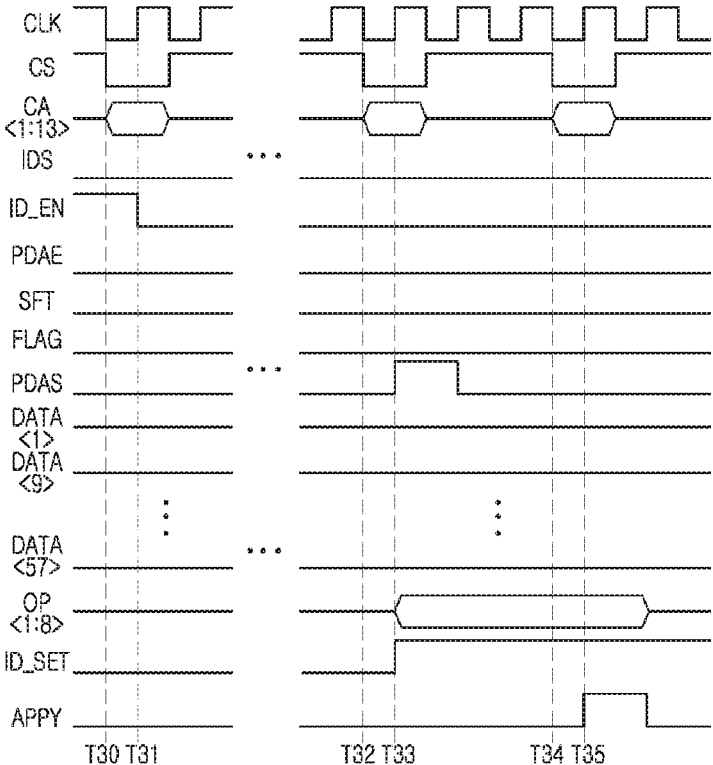 CLK
CS
CA
<1:13>
IDS
ID_EN
PDAE
SFT
FLAG
PDAS
DATA
<1>
DATA
<9>
DATA
<57>
OP
<1:8>
ID_SET
APPY
T30 T31 T32 T33 T34 T35